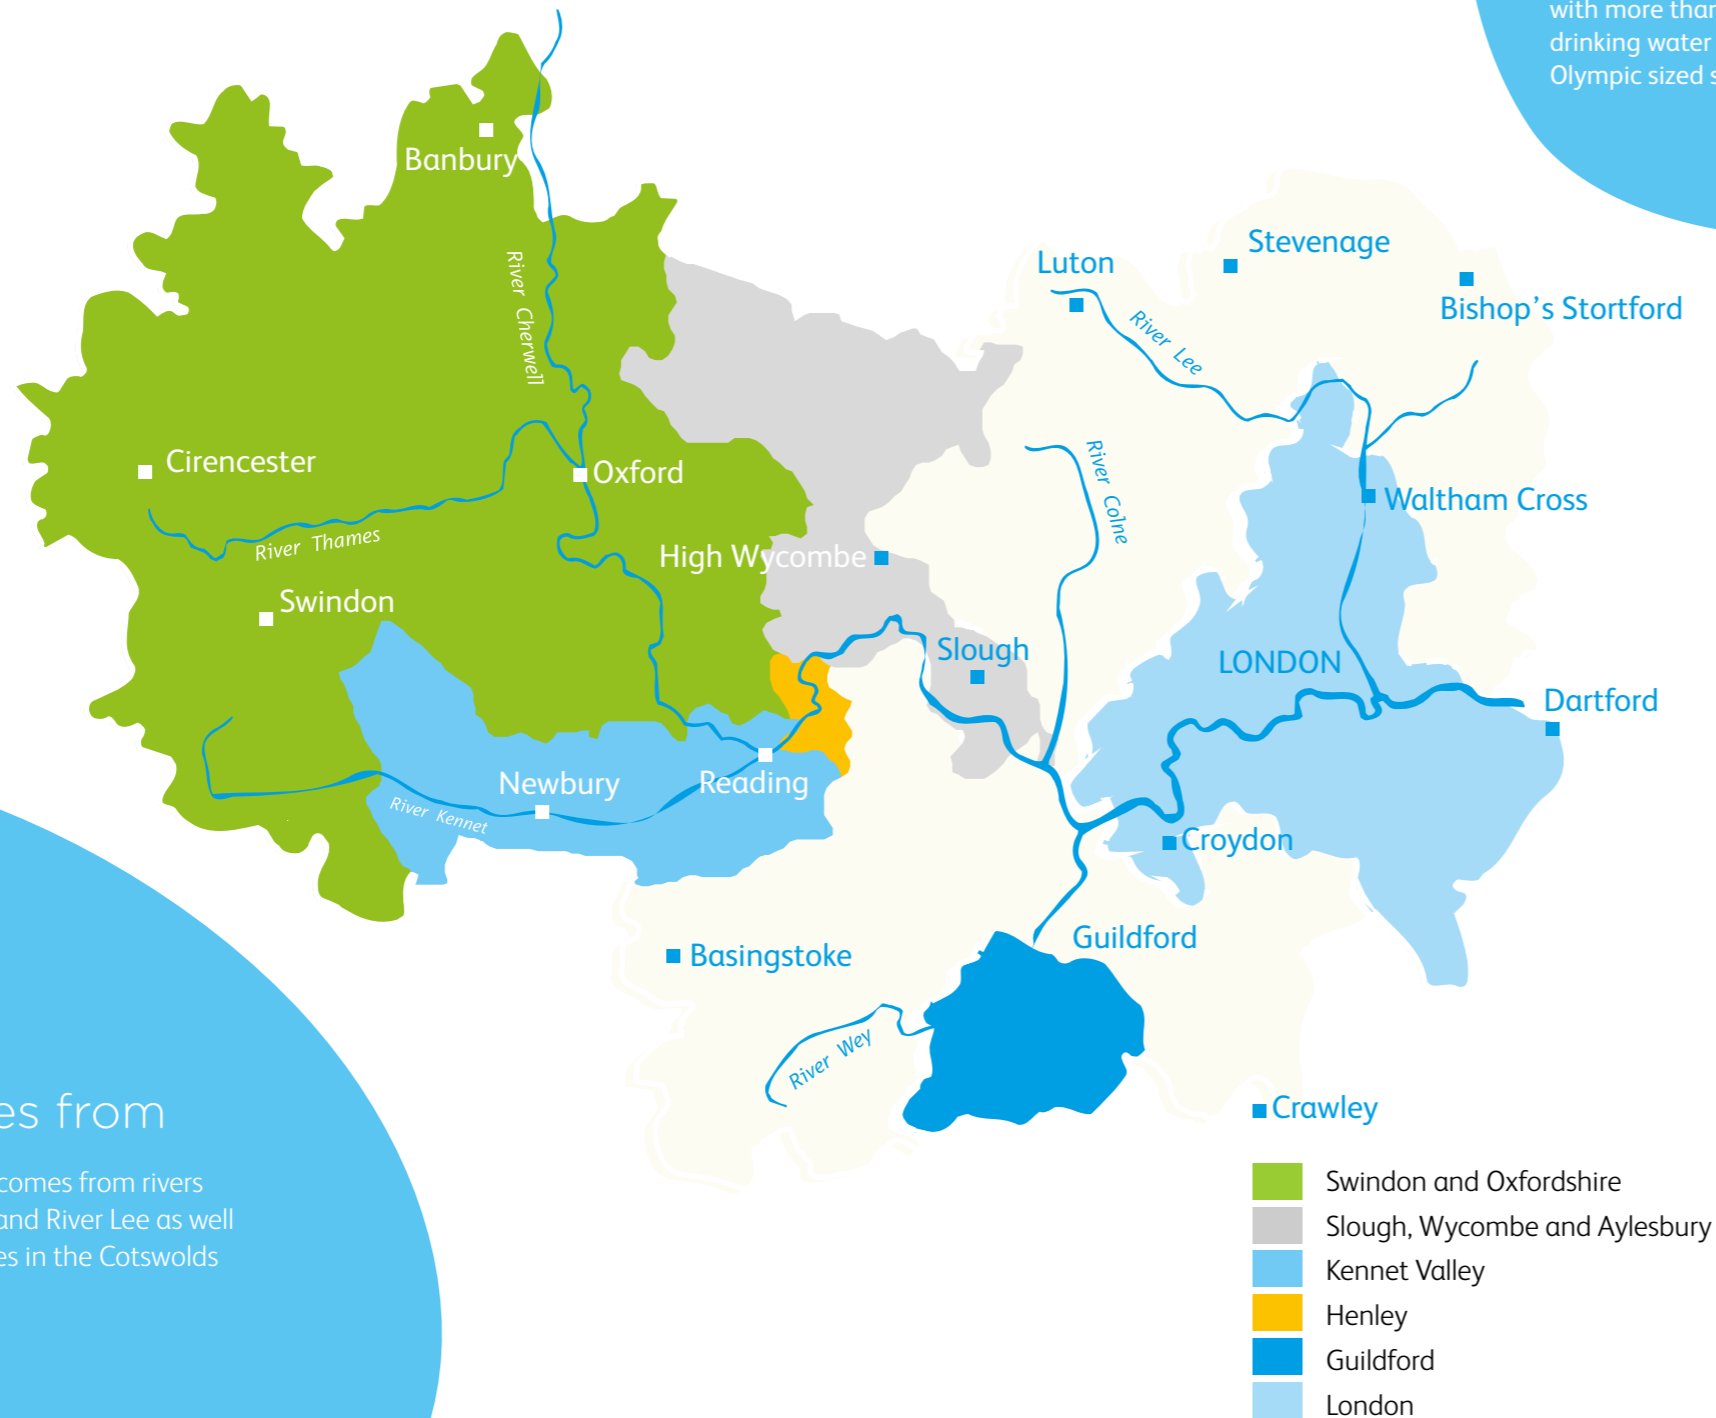 with more than
drinking water
Olympic sized s
Banbury
River Cherwell
Luton
Stevenage
Bishop’s Stortford
River Lee
Cirencester
Oxford
River Colne
Waltham Cross
River Thames
High Wycombe
Swindon
Slough
LONDON
Dartford
Newbury
Reading
River Kennet
Croydon
Guildford
Basingstoke
River Wey
Crawley
es from
comes from rivers
and River Lee as well
es in the Cotswolds
Swindon and Oxfordshire
Slough, Wycombe and Aylesbury
Kennet Valley
Henley
Guildford
London